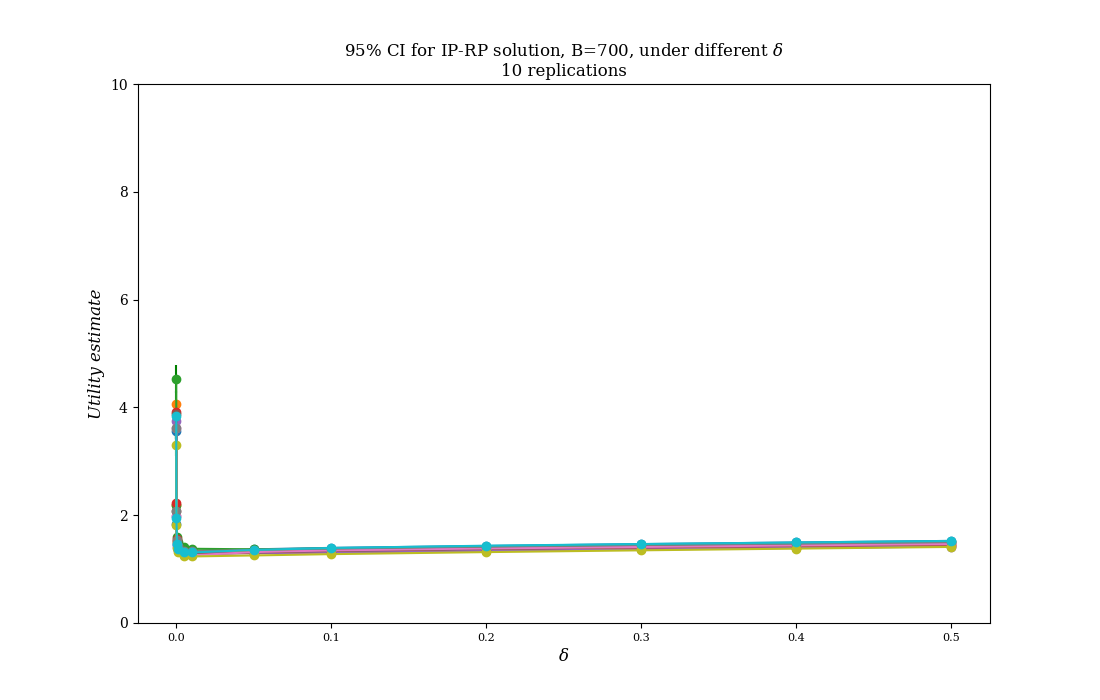 95% CI for IP-RP solution, B=700, under different δ
10 replications
10
8
6
4
2
0
Utility estimate
0.0 0.1 0.2 0.3 0.4 0.5
δ